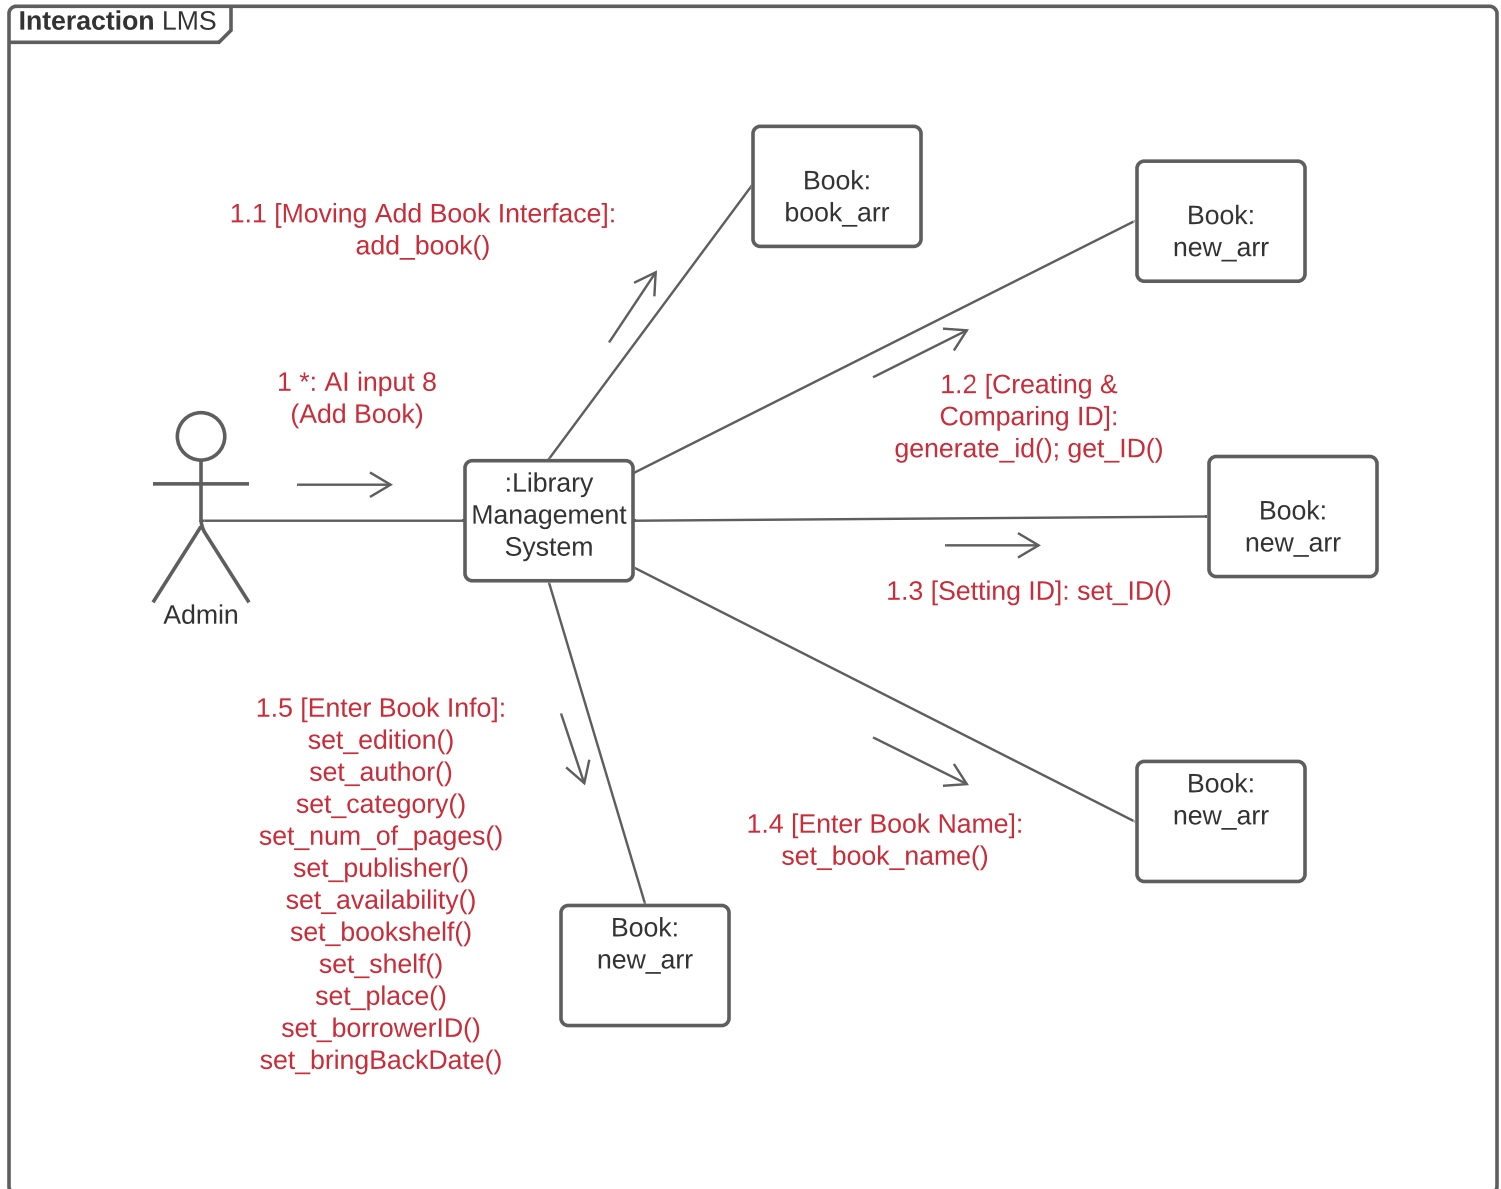 Interaction LMS
Book:
book_arr
Book:
new_arr
1.1 [Moving Add Book Interface]:
add_book()
1 *: AI input 8
(Add Book)
1.2 [Creating &
Comparing ID]:
generate_id(); get_ID()
:Library
Management
System
Book:
new_arr
Admin
1.3 [Setting ID]: set_ID()
1.5 [Enter Book Info]:
set_edition()
set_author()
set_category()
set_num_of_pages()
set_publisher()
set_availability()
set_bookshelf()
set_shelf()
set_place()
set_borrowerID()
set_bringBackDate()
1.4 [Enter Book Name]:
set_book_name()
Book:
new_arr
Book:
new_arr